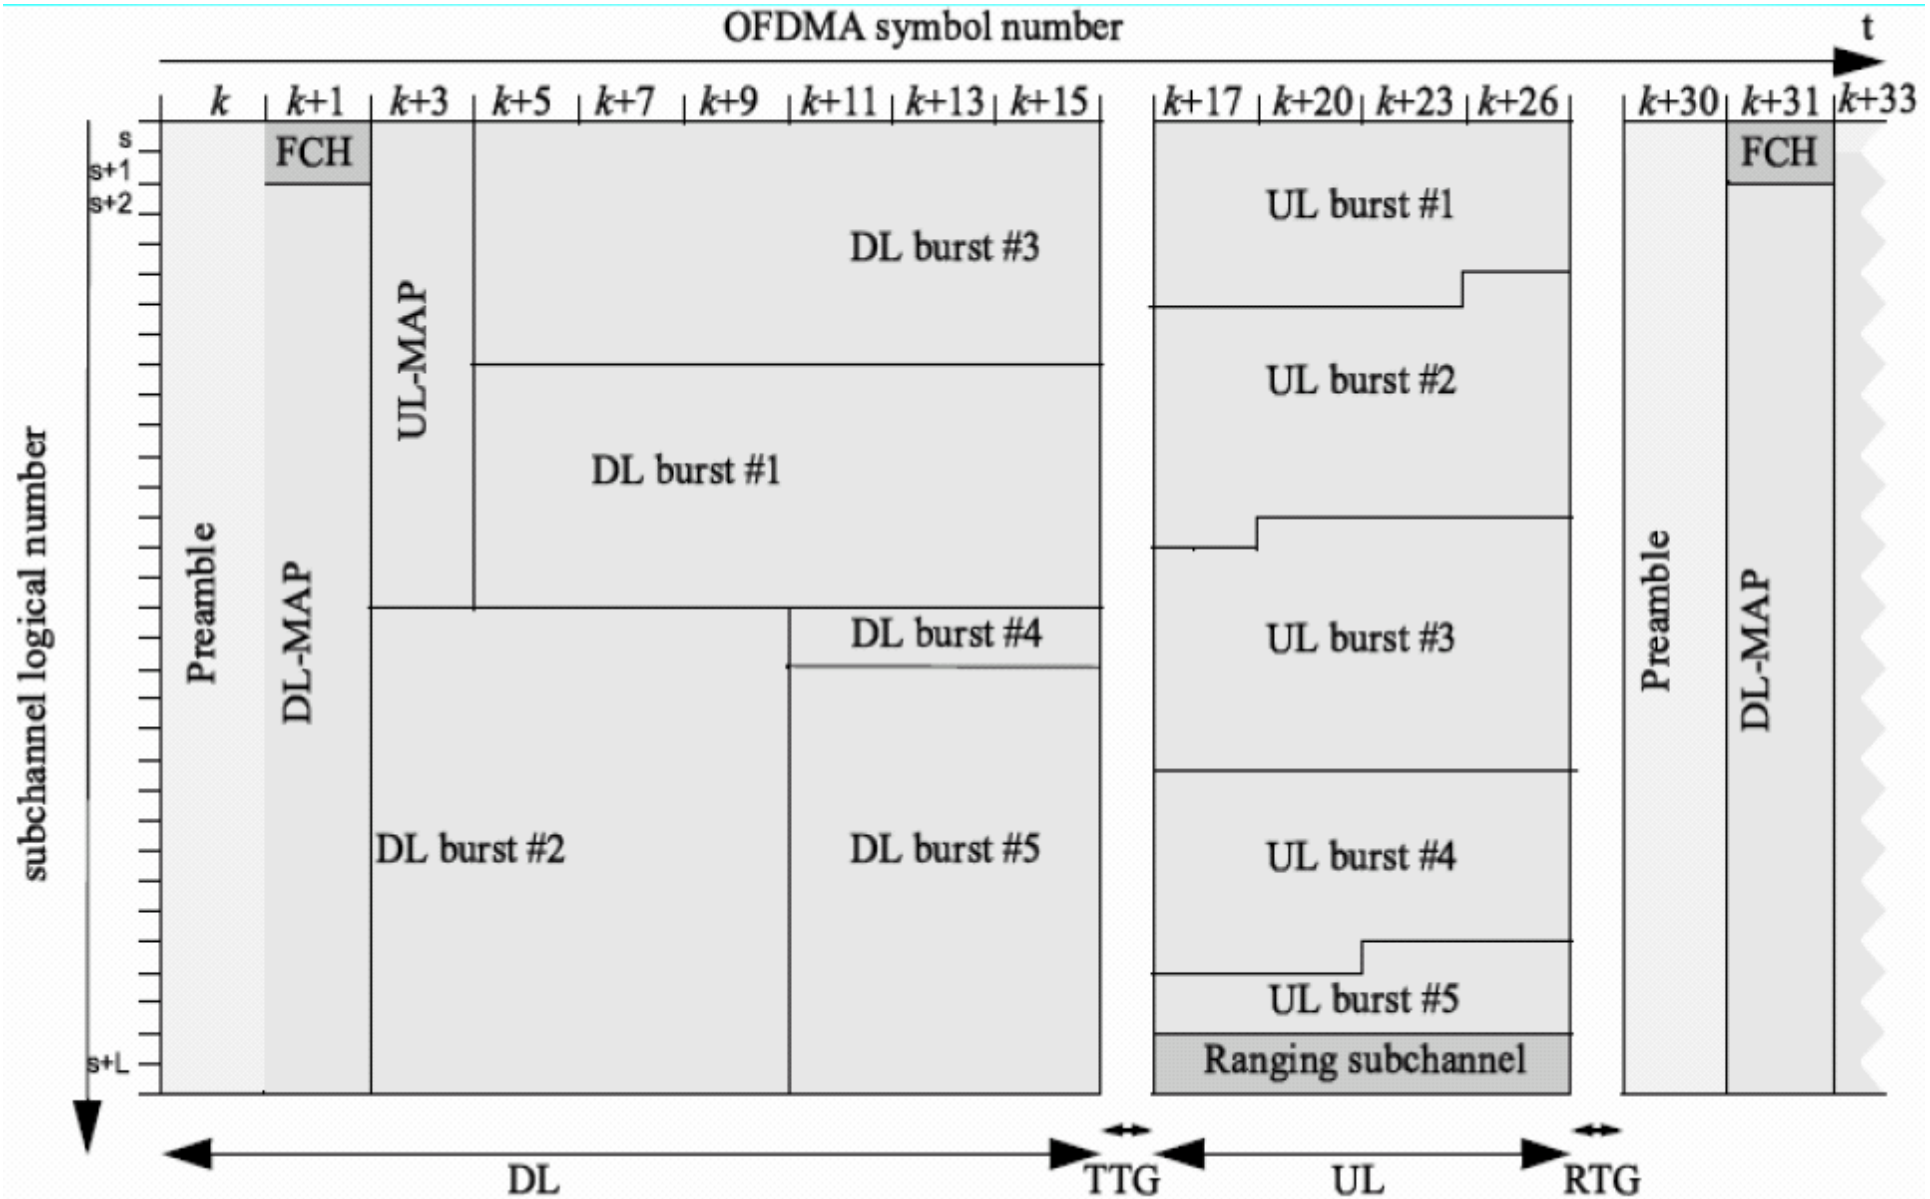 OFDMA symbol number
t
k k+1 k+3 k+5 k+7 k+9 k+11 k+13 k+15 k+17 k+20 k+23 k+26 k+30 k+31 k+33
subchannel logical number
s
s+1
s+2
s+L
Preamble
FCH
DL-MAP
UL-MAP
DL burst #3
DL burst #1
DL burst #4
DL burst #2
DL burst #5
UL burst #1
UL burst #2
UL burst #3
UL burst #4
UL burst #5
Ranging subchannel
Preamble
FCH
DL-MAP
DL TTG UL RTG